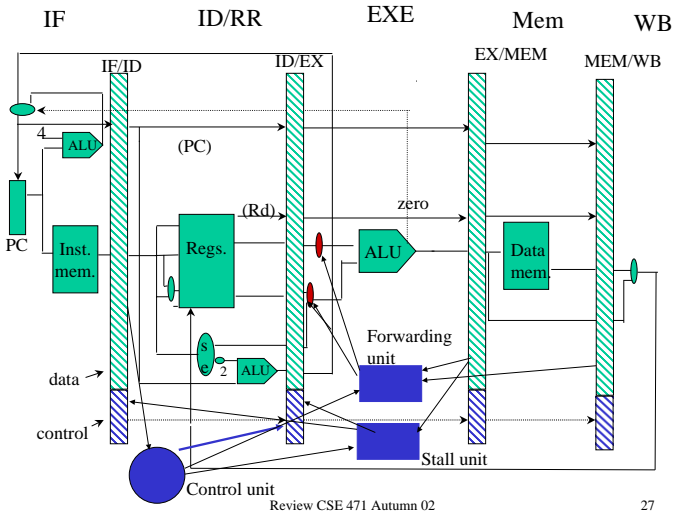 IF ID/RR EXE Mem WB
IF/ID ID/EX EX/MEM MEM/WB
4
ALU
(PC)
PC
Inst.
mem.
Regs.
(Rd)
zero
ALU
Data
mem.
s
e
2
ALU
Forwarding
unit
data
control
Stall unit
Control unit
Review CSE 471 Autumn 02 27